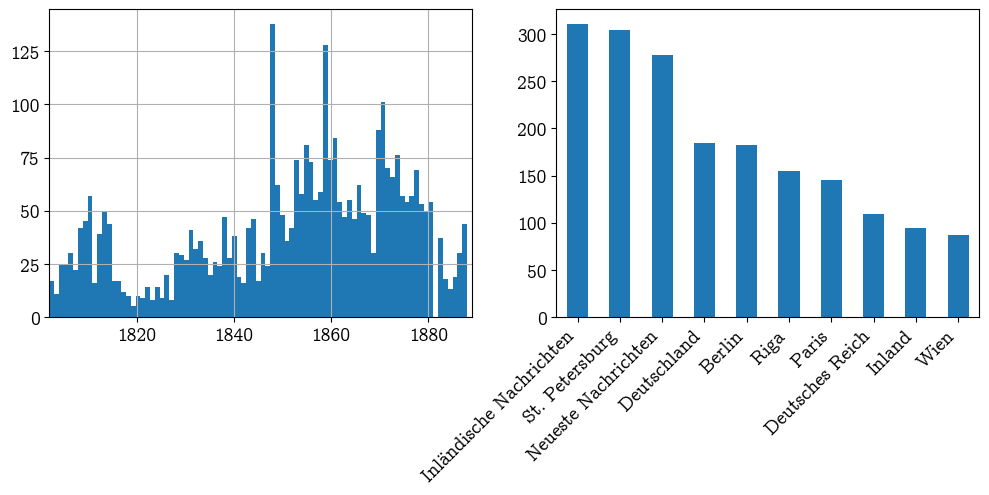 125
100
75
50
25
0
1820 1840 1860 1880
300
250
200
150
100
50
0
Inländische Nachrichten
St. Petersburg
Neueste Nachrichten
Deutschland
Berlin
Riga
Paris
Deutsches Reich
Inland
Wien